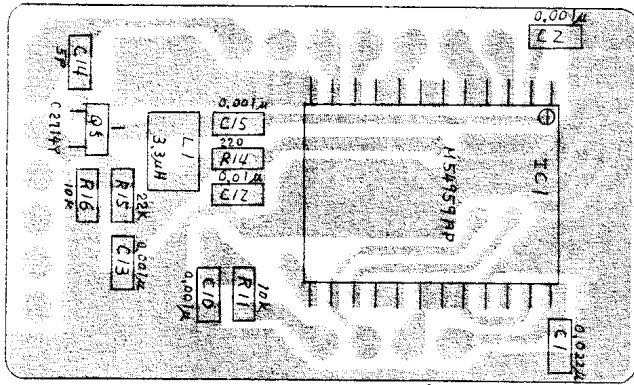 0.001µ
C2
C14
5P
Q5
C2714Y
L1
3.3µH
0.001µ
C15
220
R14
0.01µ
C12
IC1
M54959AP
R16
10K
R15
22K
C13
0.001µ
C10
0.001µ
R11
10K
C1
0.022µ